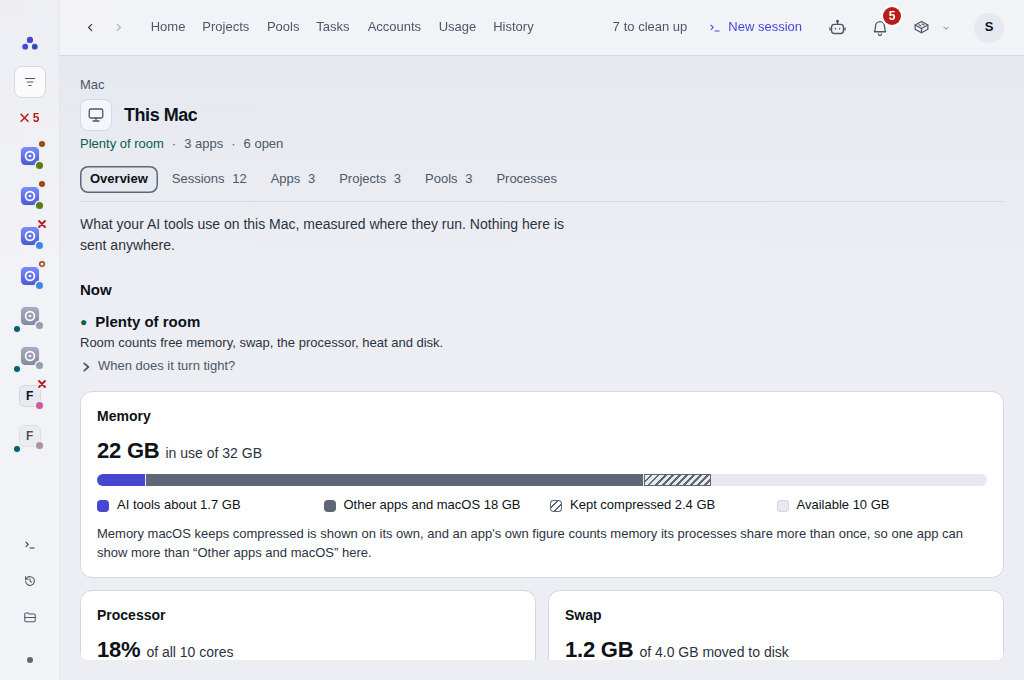 Home Projects Pools Tasks Accounts Usage History 7 to clean up New session 5 S
5
F
F
Mac
This Mac
Plenty of room · 3 apps · 6 open
Overview Sessions 12 Apps 3 Projects 3 Pools 3 Processes
What your AI tools use on this Mac, measured where they run. Nothing here is
sent anywhere.
Now
Plenty of room
Room counts free memory, swap, the processor, heat and disk.
When does it turn tight?
Memory
22 GB in use of 32 GB
AI tools about 1.7 GB Other apps and macOS 18 GB Kept compressed 2.4 GB Available 10 GB
Memory macOS keeps compressed is shown on its own, and an app's own figure counts memory its processes share more than once, so one app can
show more than “Other apps and macOS” here.
Processor
18% of all 10 cores
Swap
1.2 GB of 4.0 GB moved to disk